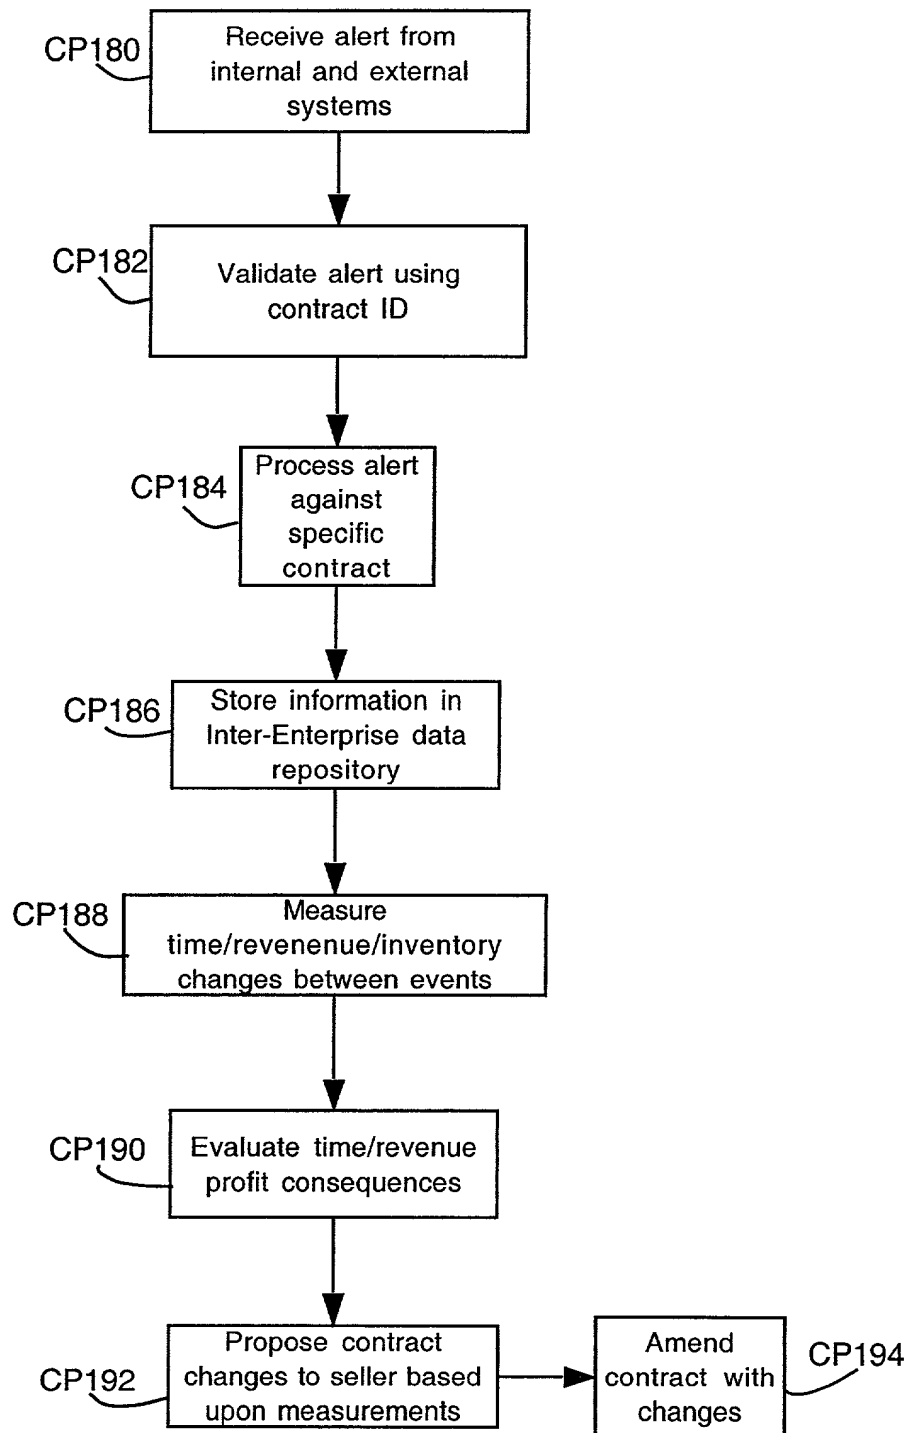 CP180
Receive alert from
internal and external
systems
CP182
Validate alert using
contract ID
CP184
Process alert
against
specific
contract
CP186
Store information in
Inter-Enterprise data
repository
CP188
Measure
time/revenenue/inventory
changes between events
CP190
Evaluate time/revenue
profit consequences
CP192
Propose contract
changes to seller based
upon measurements
Amend
contract with
changes
CP194